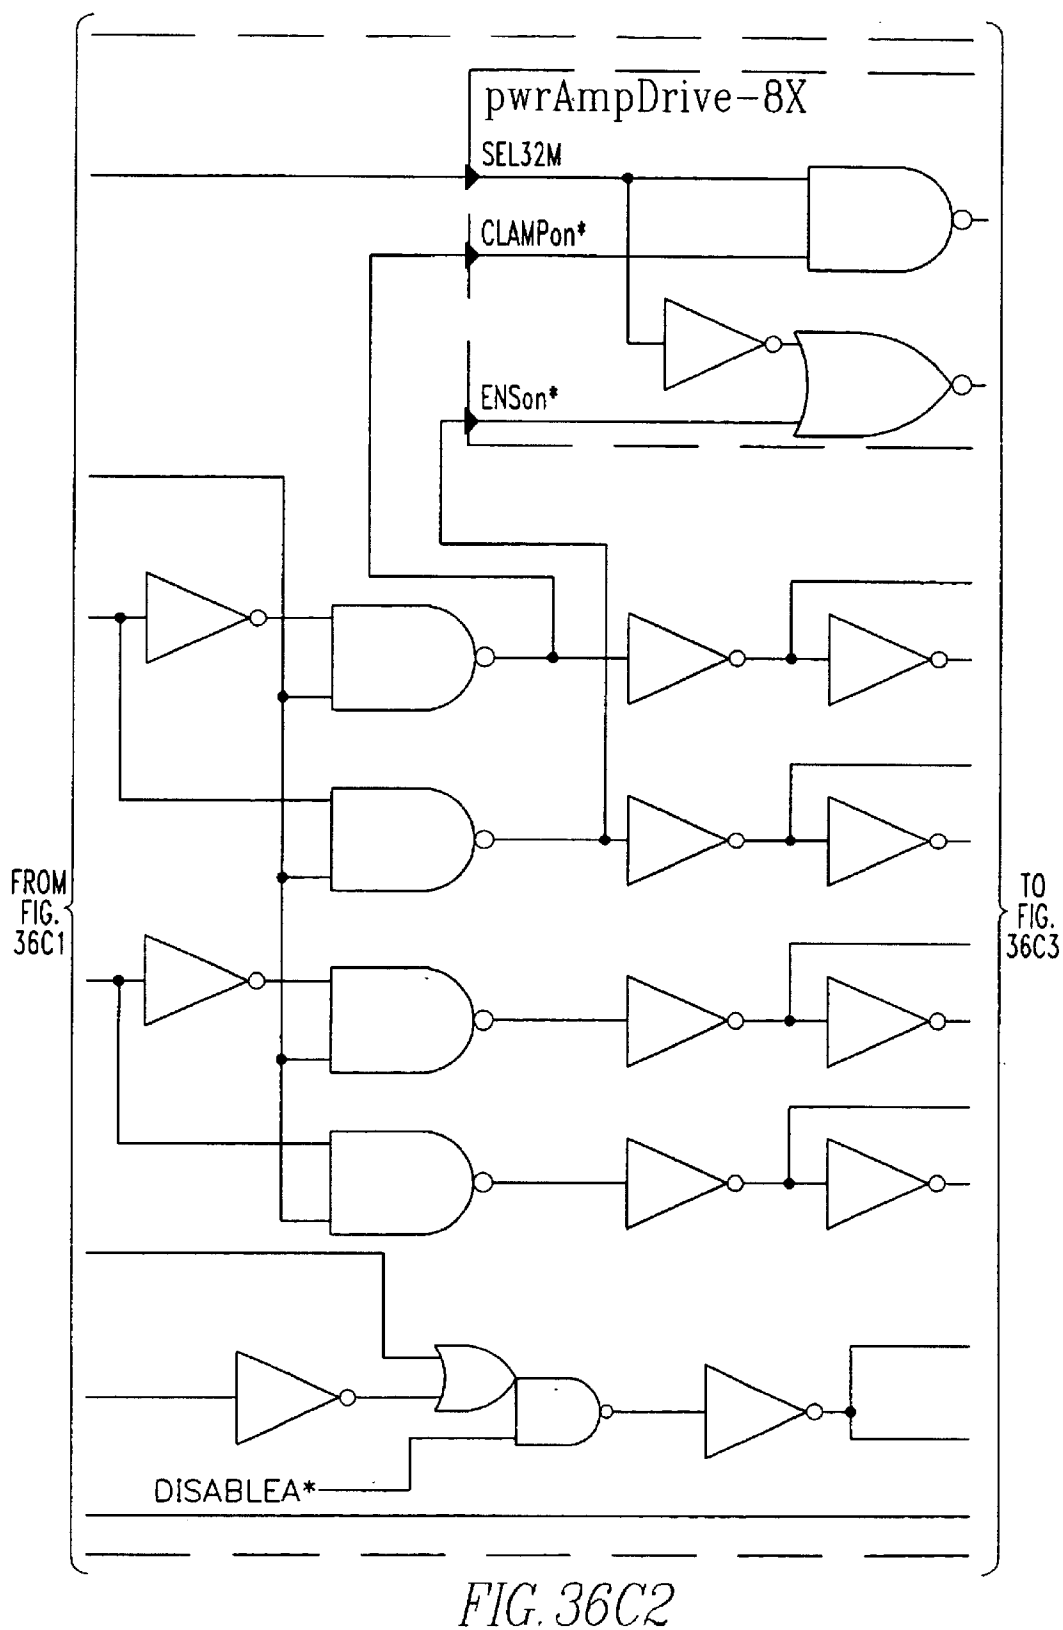 pwrAmpDrive-8X
SEL32M
CLAMPon*
ENSon*
FROM
FIG.
36C1
TO
FIG.
36C3
DISABLEA*
FIG. 36C2